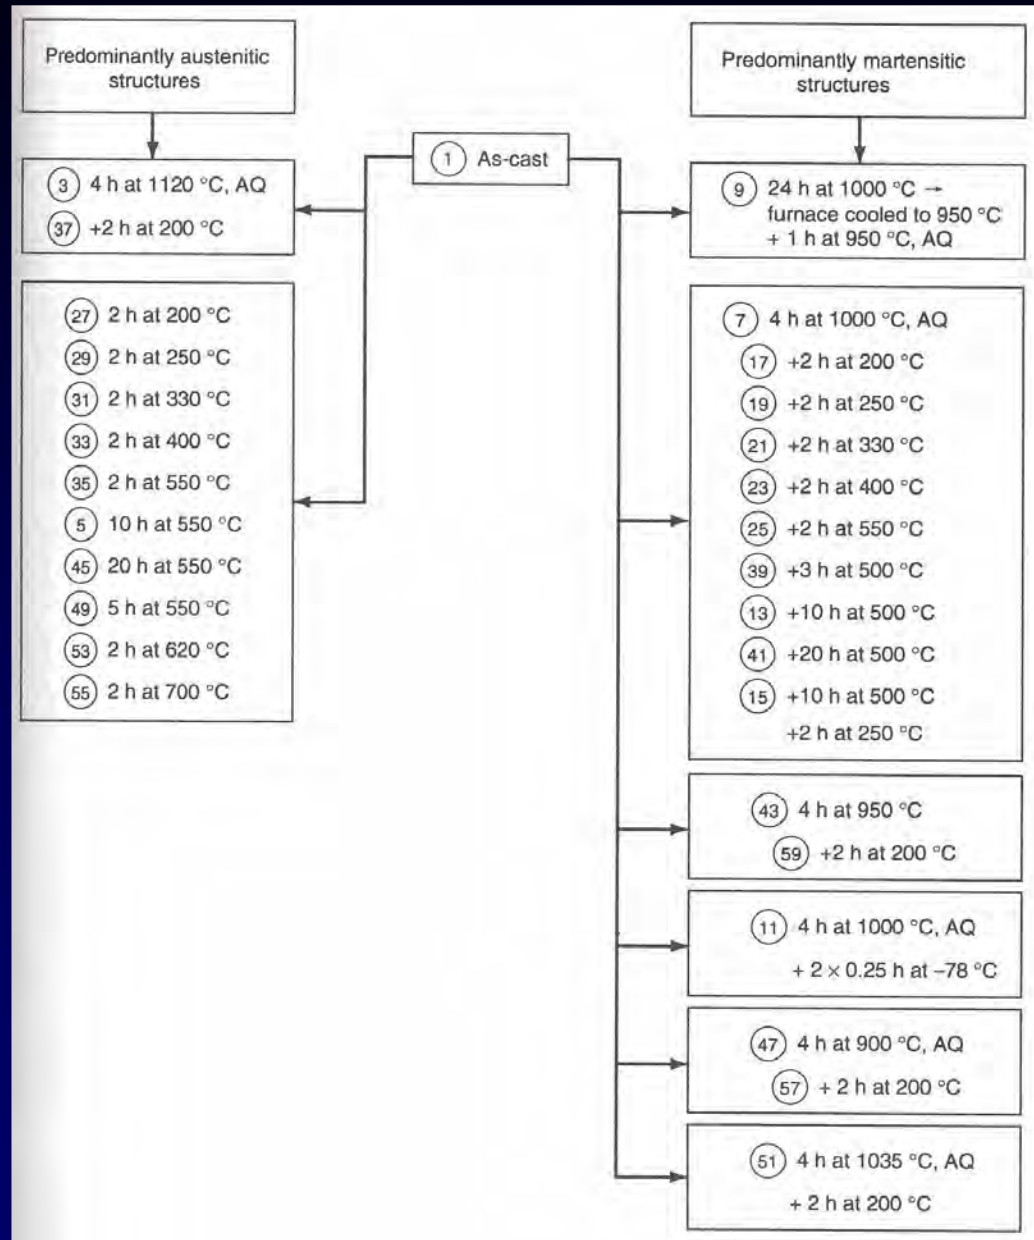 Predominantly austenitic
structures
3 4 h at 1120 °C, AQ
37 +2 h at 200 °C
27 2 h at 200 °C
29 2 h at 250 °C
31 2 h at 330 °C
33 2 h at 400 °C
35 2 h at 550 °C
5 10 h at 550 °C
45 20 h at 550 °C
49 5 h at 550 °C
53 2 h at 620 °C
55 2 h at 700 °C
1 As-cast
Predominantly martensitic
structures
9 24 h at 1000 °C →
furnace cooled to 950 °C
+ 1 h at 950 °C, AQ
7 4 h at 1000 °C, AQ
17 +2 h at 200 °C
19 +2 h at 250 °C
21 +2 h at 330 °C
23 +2 h at 400 °C
25 +2 h at 550 °C
39 +3 h at 500 °C
13 +10 h at 500 °C
41 +20 h at 500 °C
15 +10 h at 500 °C
+2 h at 250 °C
43 4 h at 950 °C
59 +2 h at 200 °C
11 4 h at 1000 °C, AQ
+ 2 × 0.25 h at –78 °C
47 4 h at 900 °C, AQ
57 + 2 h at 200 °C
51 4 h at 1035 °C, AQ
+ 2 h at 200 °C